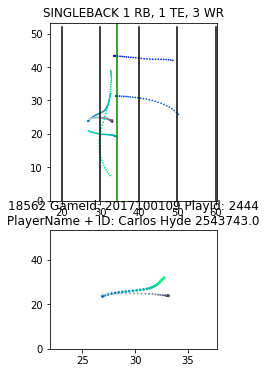 SINGLEBACK 1 RB, 1 TE, 3 WR
50
40
30
20
10
0
20 30 40 50 60
18562 GameId: 2017100109 PlayId: 2444
PlayerName + ID: Carlos Hyde 2543743.0
40
20
0
25 30 35